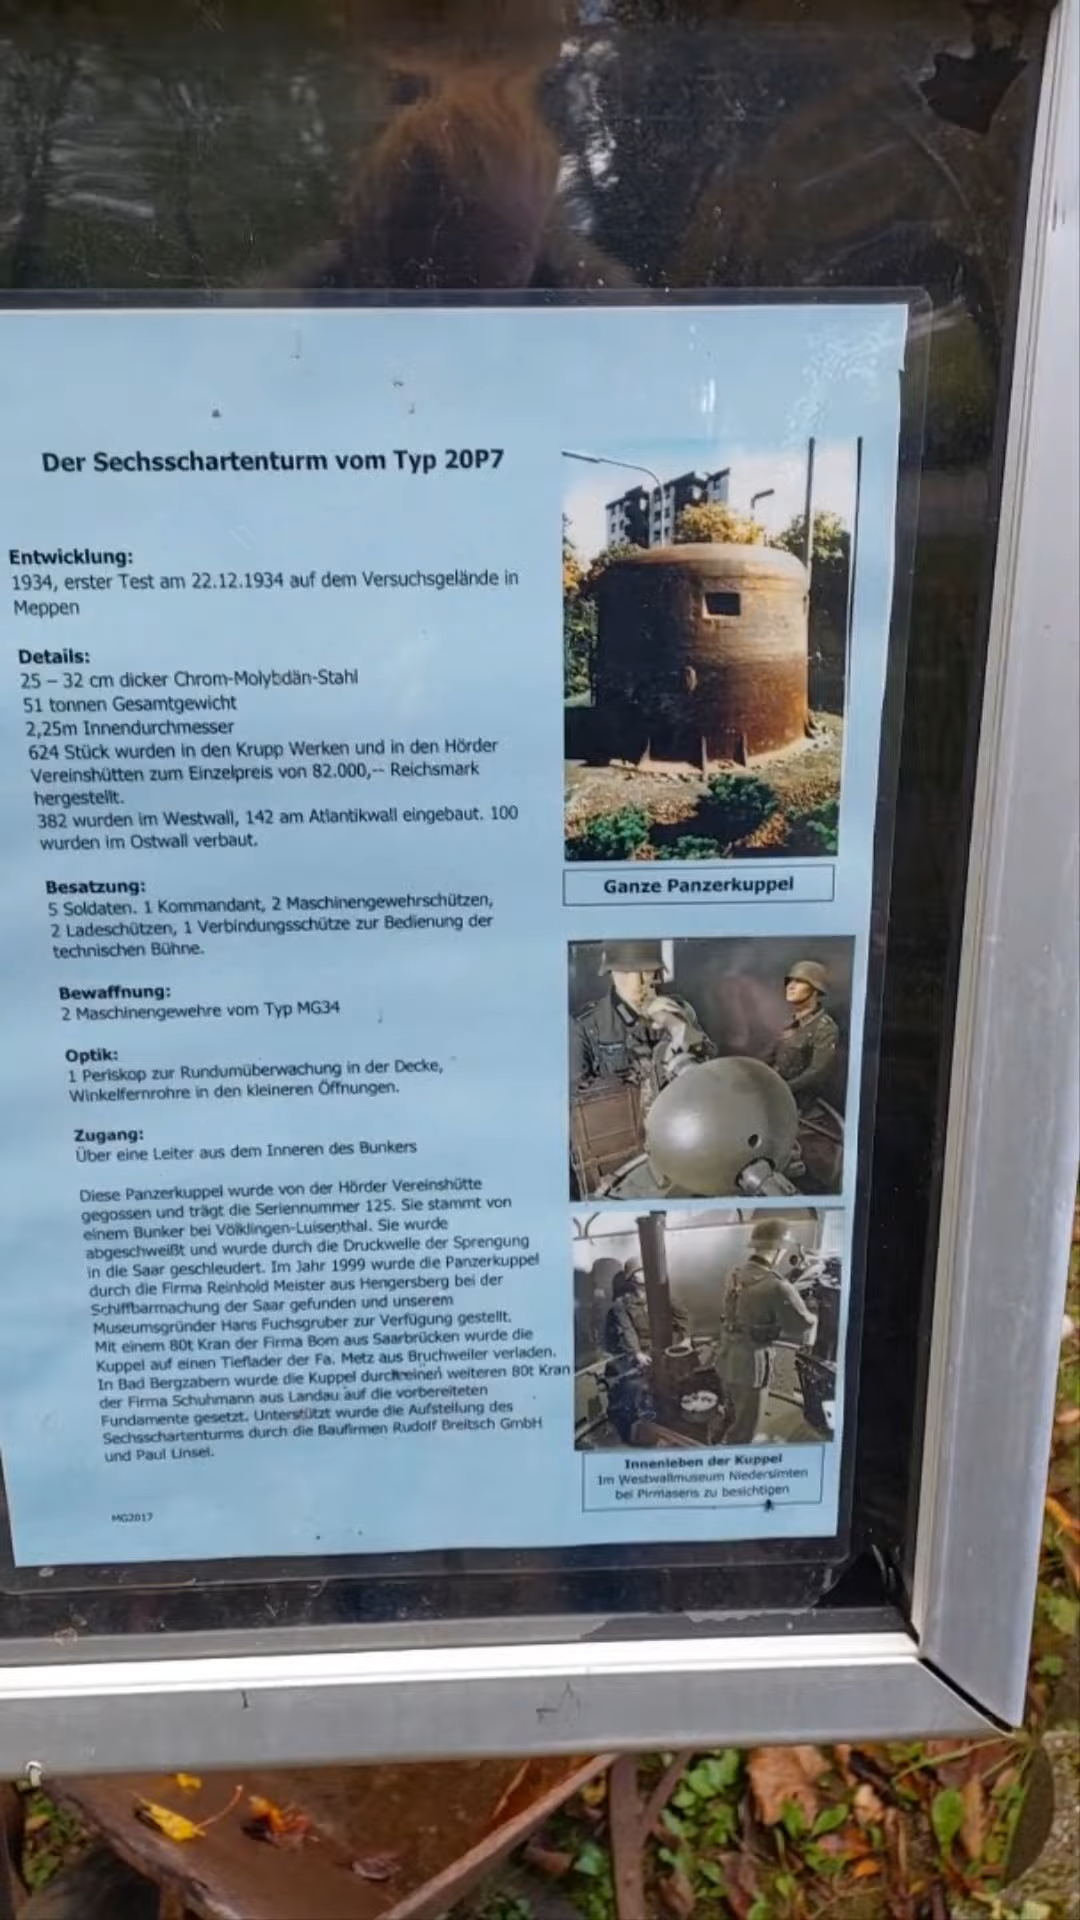 Der Sechsschartenturm vom Typ 20P7
Entwicklung:
1934, erster Test am 22.12.1934 auf dem Versuchsgelände in
Meppen
Details:
25 – 32 cm dicker Chrom-Molybdän-Stahl
51 tonnen Gesamtgewicht
2,25m Innendurchmesser
624 Stück wurden in den Krupp Werken und in den Hörder
Vereinshütten zum Einzelpreis von 82.000,-- Reichsmark
hergestellt.
382 wurden im Westwall, 142 am Atlantikwall eingebaut. 100
wurden im Ostwall verbaut.
Besatzung:
5 Soldaten. 1 Kommandant, 2 Maschinengewehrschützen,
2 Ladeschützen, 1 Verbindungsschütze zur Bedienung der
technischen Bühne.
Bewaffnung:
2 Maschinengewehre vom Typ MG34
Optik:
1 Periskop zur Rundumüberwachung in der Decke,
Winkelfernrohre in den kleineren Öffnungen.
Zugang:
Über eine Leiter aus dem Inneren des Bunkers
Diese Panzerkuppel wurde von der Hörder Vereinshütte
gegossen und trägt die Seriennummer 125. Sie stammt von
einem Bunker bei Völklingen-Luisenthal. Sie wurde
abgeschweißt und wurde durch die Druckwelle der Sprengung
in die Saar geschleudert. Im Jahr 1999 wurde die Panzerkuppel
durch die Firma Reinhold Meister aus Hengersberg bei der
Schiffbarmachung der Saar gefunden und unserem
Museumsgründer Hans Fuchsgruber zur Verfügung gestellt.
Mit einem 80t Kran der Firma Bom aus Saarbrücken wurde die
Kuppel auf einen Tieflader der Fa. Metz aus Bruchweiler verladen.
In Bad Bergzabern wurde die Kuppel durch einen weiteren 80t Kran
der Firma Schuhmann aus Landau auf die vorbereiteten
Fundamente gesetzt. Unterstützt wurde die Aufstellung des
Sechsschartenturms durch die Baufirmen Rudolf Breitsch GmbH
und Paul Unsel.
MG2017
Ganze Panzerkuppel
Innenleben der Kuppel
Im Westwallmuseum Niedersimten
bei Pirmasens zu besichtigen